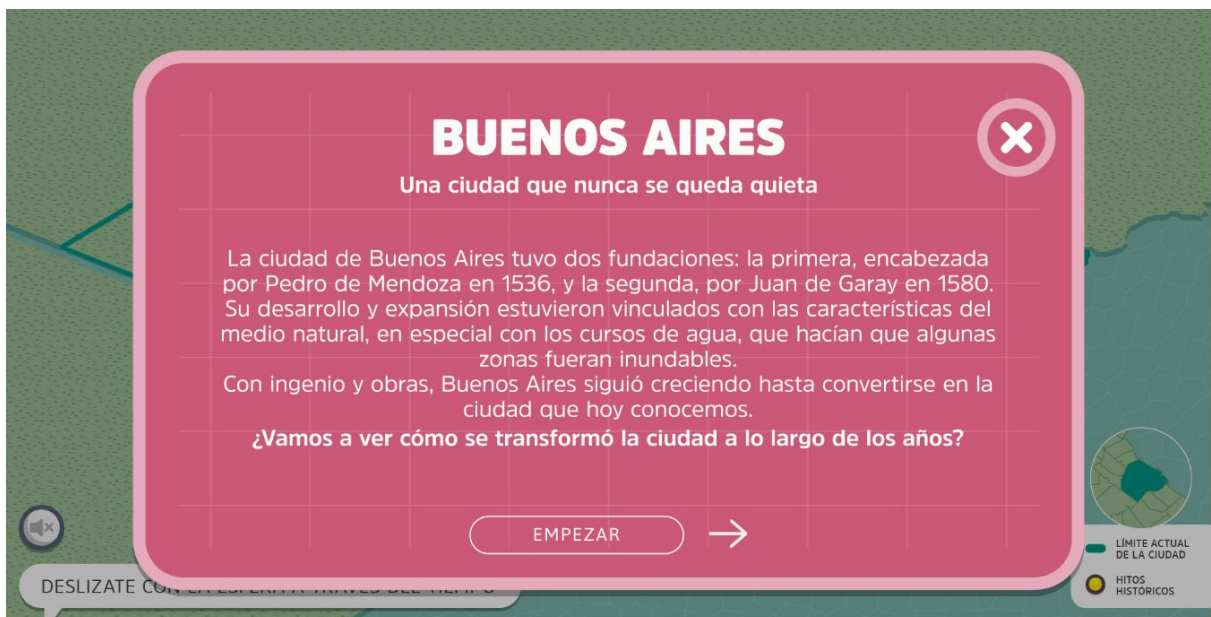 BUENOS AIRES
Una ciudad que nunca se queda quieta
La ciudad de Buenos Aires tuvo dos fundaciones: la primera, encabezada
por Pedro de Mendoza en 1536, y la segunda, por Juan de Garay en 1580.
Su desarrollo y expansión estuvieron vinculados con las características del
medio natural, en especial con los cursos de agua, que hacían que algunas
zonas fueran inundables.
Con ingenio y obras, Buenos Aires siguió creciendo hasta convertirse en la
ciudad que hoy conocemos.
¿Vamos a ver cómo se transformó la ciudad a lo largo de los años?
EMPEZAR
LÍMITE ACTUAL
DE LA CIUDAD
HITOS
HISTÓRICOS
DESLIZATE CON LA ESFERA A TRAVÉS DEL TIEMPO